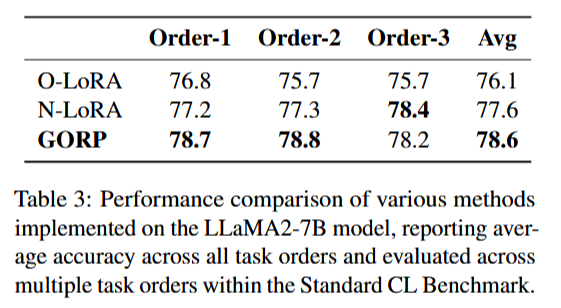 Order-1 Order-2 Order-3 Avg
O-LoRA 76.8 75.7 75.7 76.1
N-LoRA 77.2 77.3 78.4 77.6
GORP 78.7 78.8 78.2 78.6
Table 3: Performance comparison of various methods
implemented on the LLaMA2-7B model, reporting aver-
age accuracy across all task orders and evaluated across
multiple task orders within the Standard CL Benchmark.